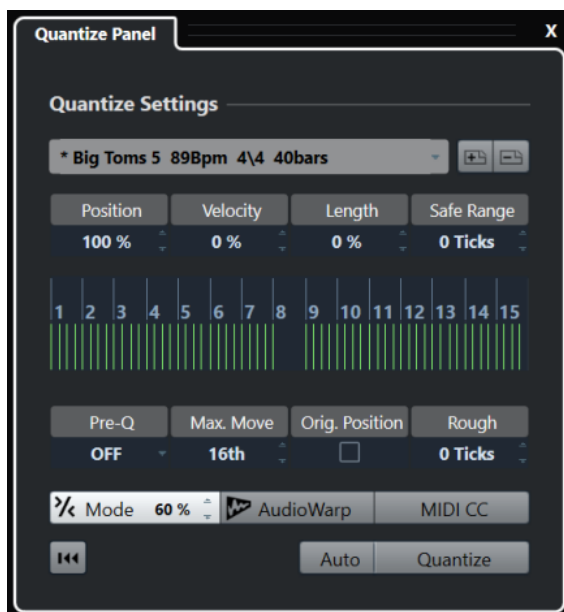 Quantize Panel X
Quantize Settings
* Big Toms 5 89Bpm 4\4 40bars
Position Velocity Length Safe Range
100 % 0 % 0 % 0 Ticks
1 2 3 4 5 6 7 8 9 10 11 12 13 14 15
Pre-Q Max. Move Orig. Position Rough
OFF 16th 0 Ticks
Mode 60 % AudioWarp MIDI CC
Auto Quantize